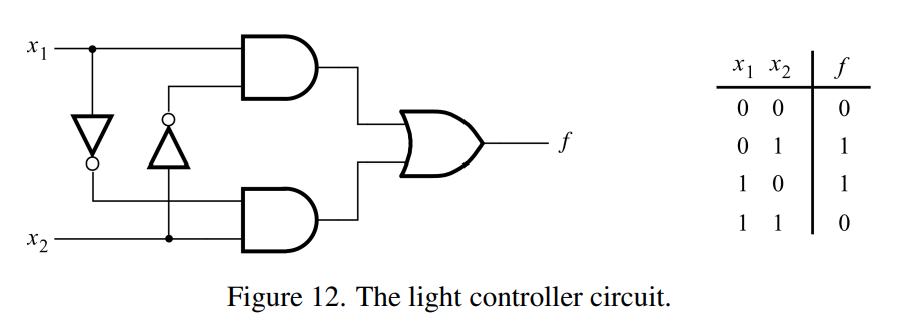 x1
x2
f
x1 x2 f
0 0 0
0 1 1
1 0 1
1 1 0
Figure 12. The light controller circuit.